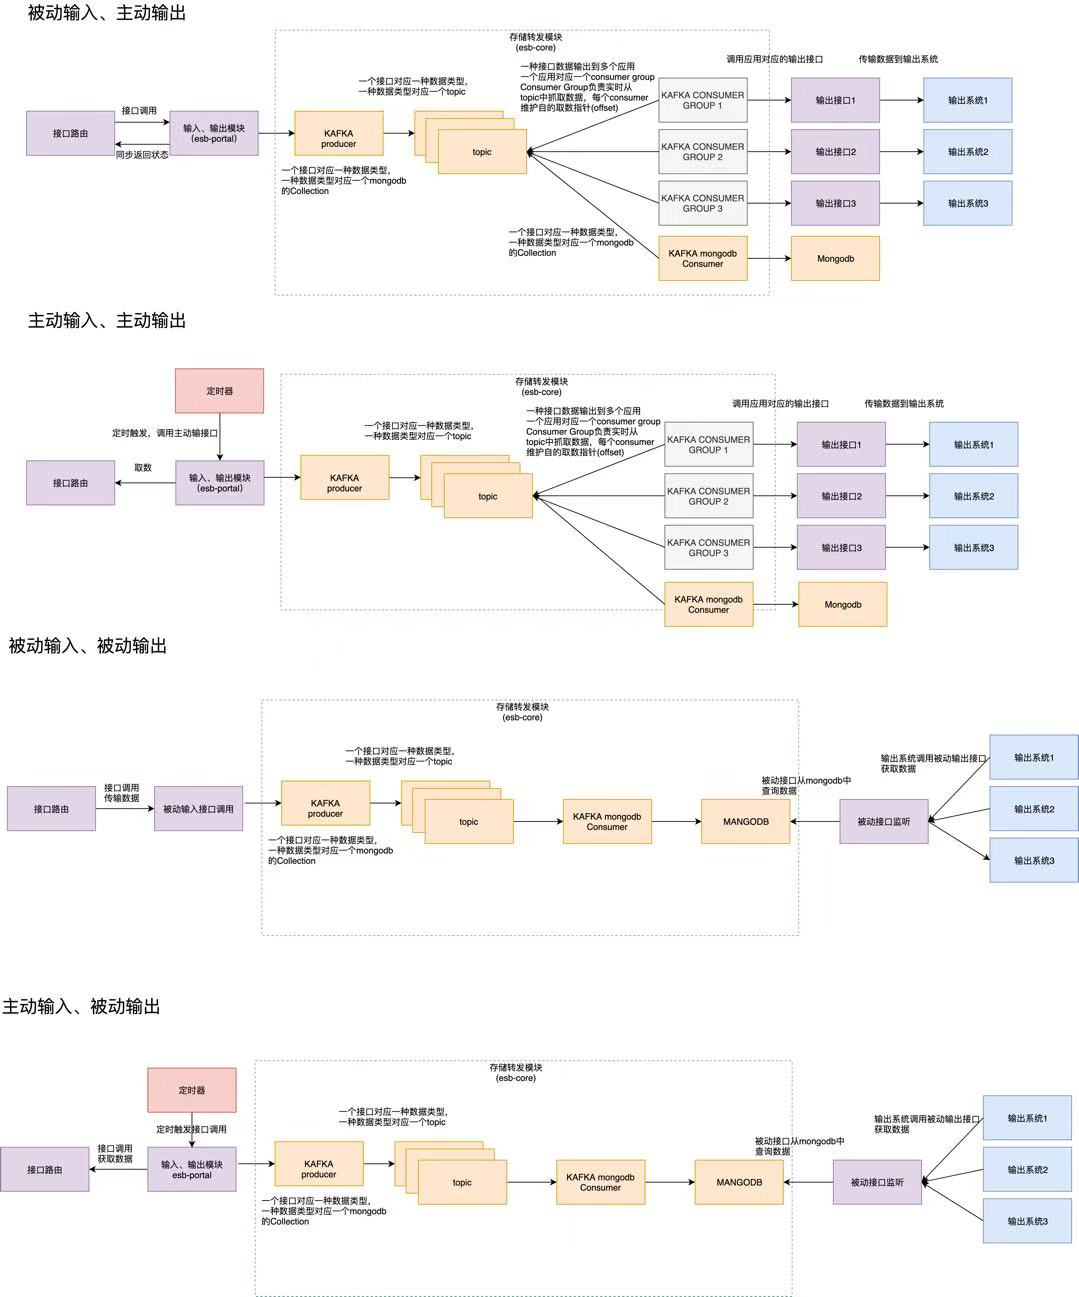 被动输入、主动输出
存储转发模块
(esb-core)
一个接口对应一种数据类型，
一种数据类型对应一个topic
一种接口数据输出到多个应用
一个应用对应一个consumer group
Consumer Group负责实时从
topic中抓取数据，每个consumer
维护自的取数指针(offset)
调用应用对应的输出接口
传输数据到输出系统
接口路由
接口调用
同步返回状态
输入、输出模块
（esb-portal)
KAFKA
producer
topic
一个接口对应一种数据类型，
一种数据类型对应一个mongodb
的Collection
KAFKA CONSUMER
GROUP 1
输出接口1
输出系统1
KAFKA CONSUMER
GROUP 2
输出接口2
输出系统2
KAFKA CONSUMER
GROUP 3
输出接口3
输出系统3
一个接口对应一种数据类型，
一种数据类型对应一个mongodb
的Collection
KAFKA mongodb
Consumer
Mongodb
主动输入、主动输出
定时器
定时触发，调用主动输接口
存储转发模块
(esb-core)
一个接口对应一种数据类型，
一种数据类型对应一个topic
一种接口数据输出到多个应用
一个应用对应一个consumer group
Consumer Group负责实时从
topic中抓取数据，每个consumer
维护自的取数指针(offset)
调用应用对应的输出接口
传输数据到输出系统
接口路由
取数
输入、输出模块
(esb-portal)
KAFKA
producer
topic
KAFKA CONSUMER
GROUP 1
输出接口1
输出系统1
KAFKA CONSUMER
GROUP 2
输出接口2
输出系统2
KAFKA CONSUMER
GROUP 3
输出接口3
输出系统3
KAFKA mongodb
Consumer
Mongodb
被动输入、被动输出
存储转发模块
(esb-core)
一个接口对应一种数据类型，
一种数据类型对应一个topic
接口路由
接口调用
传输数据
被动输入接口调用
KAFKA
producer
一个接口对应一种数据类型，
一种数据类型对应一个mongodb
的Collection
topic
KAFKA mongodb
Consumer
MANGODB
被动接口从mongodb中
查询数据
被动接口监听
输出系统调用被动输出接口
获取数据
输出系统1
输出系统2
输出系统3
主动输入、被动输出
定时器
定时触发接口调用
存储转发模块
(esb-core)
一个接口对应一种数据类型，
一种数据类型对应一个topic
接口路由
接口调用
获取数据
输入、输出模块
esb-portal
KAFKA
producer
一个接口对应一种数据类型，
一种数据类型对应一个mongodb
的Collection
topic
KAFKA mongodb
Consumer
MANGODB
被动接口从mongodb中
查询数据
被动接口监听
输出系统调用被动输出接口
获取数据
输出系统1
输出系统2
输出系统3